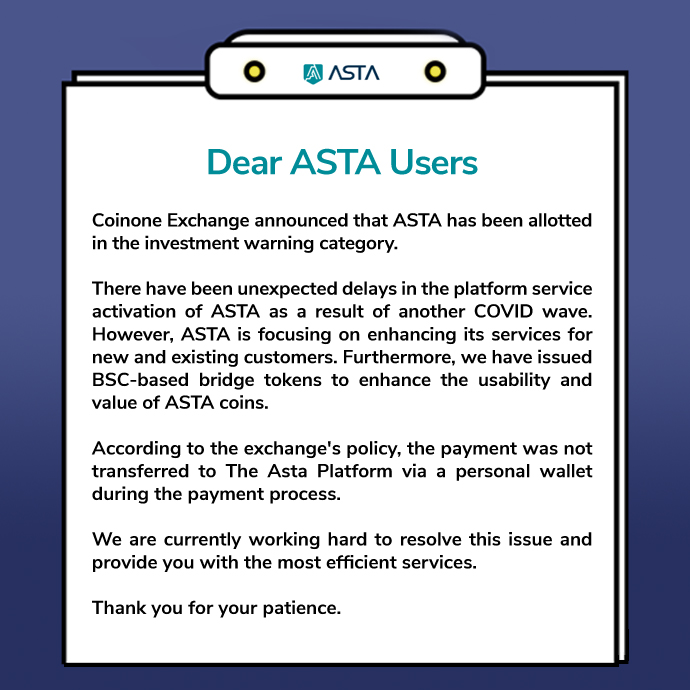 ASTA
Dear ASTA Users
Coinone Exchange announced that ASTA has been allotted
in the investment warning category.
There have been unexpected delays in the platform service
activation of ASTA as a result of another COVID wave.
However, ASTA is focusing on enhancing its services for
new and existing customers. Furthermore, we have issued
BSC-based bridge tokens to enhance the usability and
value of ASTA coins.
According to the exchange's policy, the payment was not
transferred to The Asta Platform via a personal wallet
during the payment process.
We are currently working hard to resolve this issue and
provide you with the most efficient services.
Thank you for your patience.